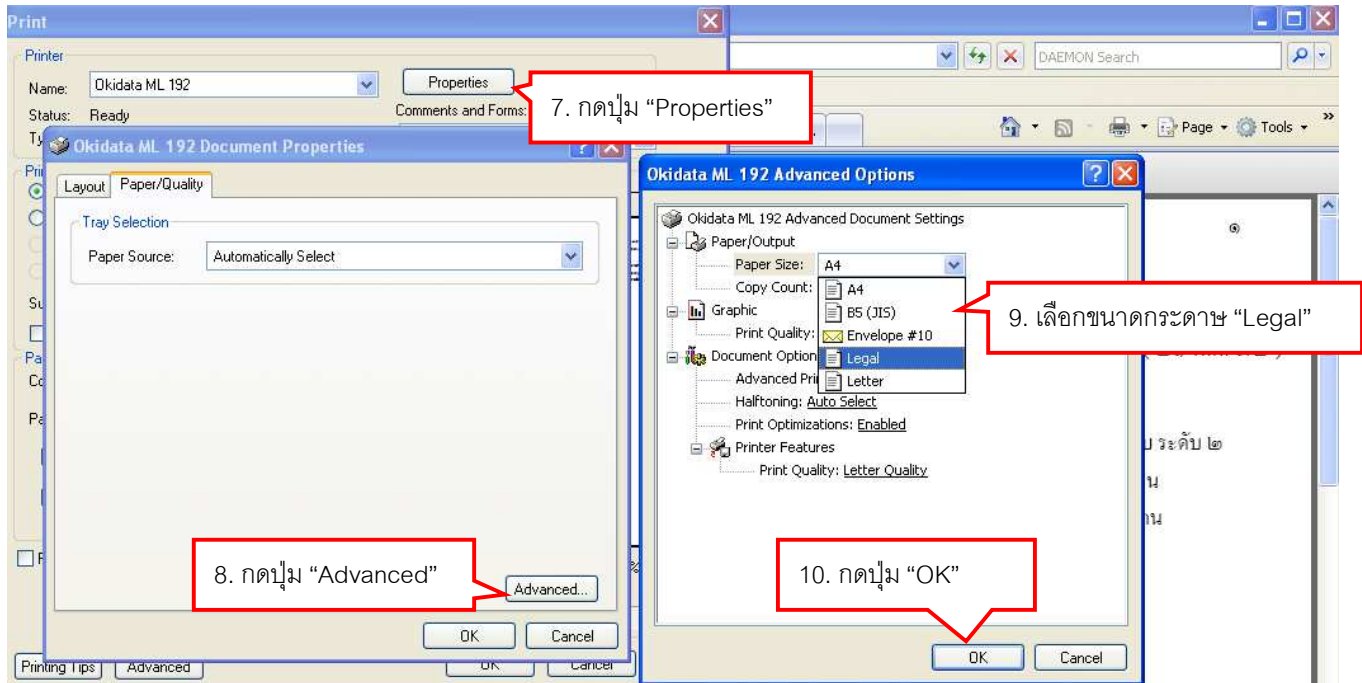 Print
Printer
Name: Okidata ML 192 Properties
DAEMON Search
Status: Ready Comments and Forms:
7. กดปุ่ม “Properties”
Page Tools »
Okidata ML 192 Document Properties
Layout Paper/Quality
Tray Selection
Paper Source: Automatically Select
Okidata ML 192 Advanced Options
Okidata ML 192 Advanced Document Settings
Paper/Output
Paper Size: A4
Copy Count:
A4
B5 (JIS)
Envelope #10
Legal
Letter
Graphic
Print Quality:
Document Option
Advanced Pri
Halftoning: Auto Select
Print Optimizations: Enabled
Printer Features
Print Quality: Letter Quality
9. เลือกขนาดกระดาษ “Legal”
๑
ระดับ ๒
8. กดปุ่ม “Advanced”
Advanced...
10. กดปุ่ม “OK”
OK Cancel
OK Cancel
Printing Tips Advanced OK Cancel